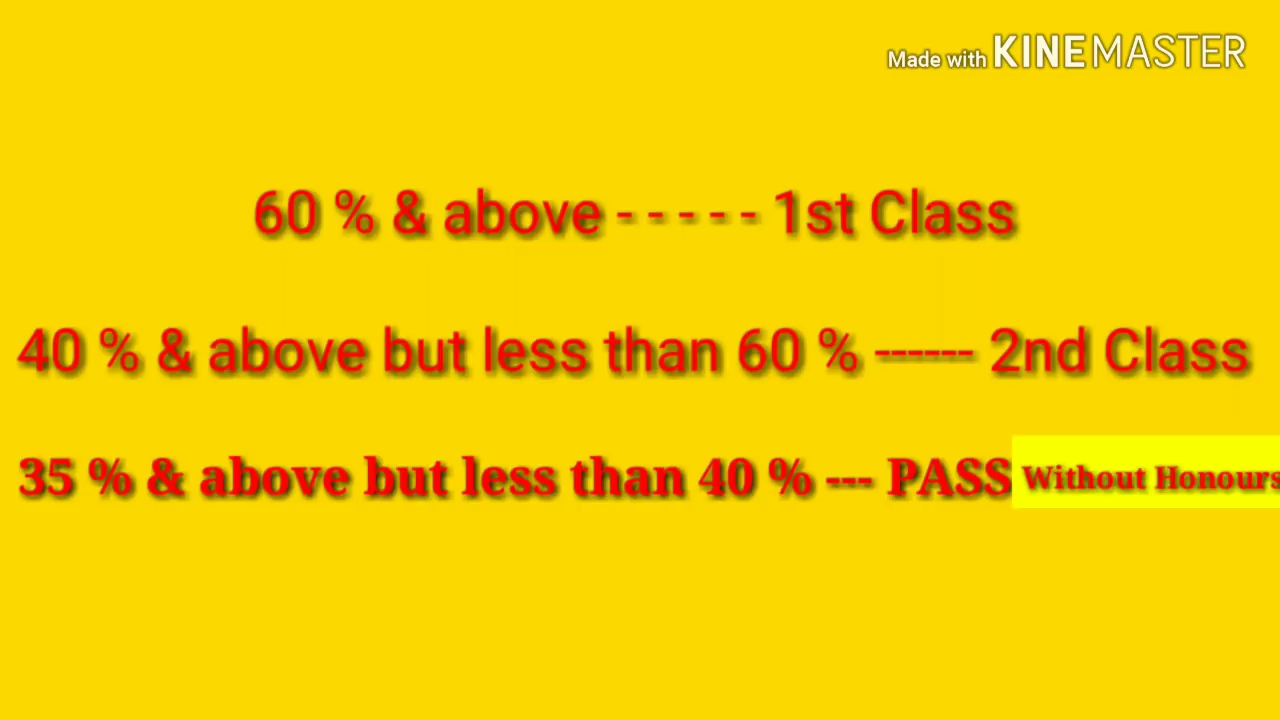 Made with KINEMASTER
60 % & above - - - - - 1st Class
40 % & above but less than 60 % ------ 2nd Class
35 % & above but less than 40 % --- PASS Without Honours